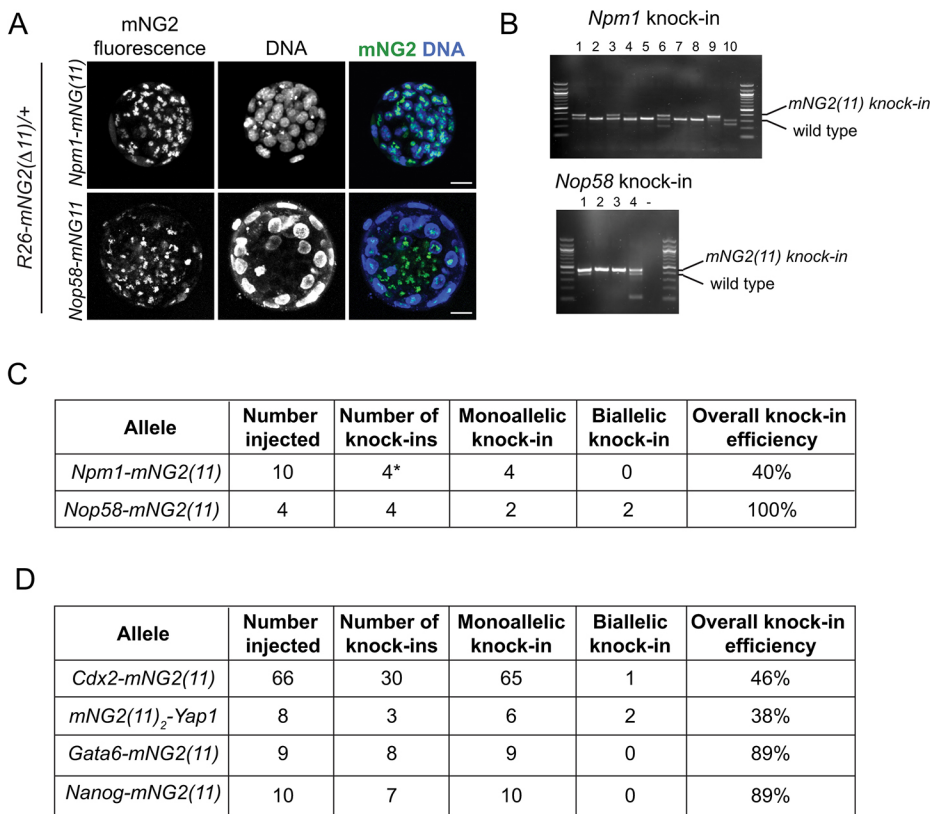 A
mNG2
fluorescence
DNA
mNG2 DNA
R26-mNG2(Δ11)/+
Npm1-mNG(11)
Nop58-mNG11
B
Npm1 knock-in
1 2 3 4 5 6 7 8 9 10
mNG2(11) knock-in
wild type
Nop58 knock-in
1 2 3 4 -
mNG2(11) knock-in
wild type
C
Allele
Number
injected
Number of
knock-ins
Monoallelic
knock-in
Biallelic
knock-in
Overall knock-in
efficiency
Npm1-mNG2(11) 10 4* 4 0 40%
Nop58-mNG2(11) 4 4 2 2 100%
D
Allele
Number
injected
Number of
knock-ins
Monoallelic
knock-in
Biallelic
knock-in
Overall knock-in
efficiency
Cdx2-mNG2(11) 66 30 65 1 46%
mNG2(11)2-Yap1 8 3 6 2 38%
Gata6-mNG2(11) 9 8 9 0 89%
Nanog-mNG2(11) 10 7 10 0 89%